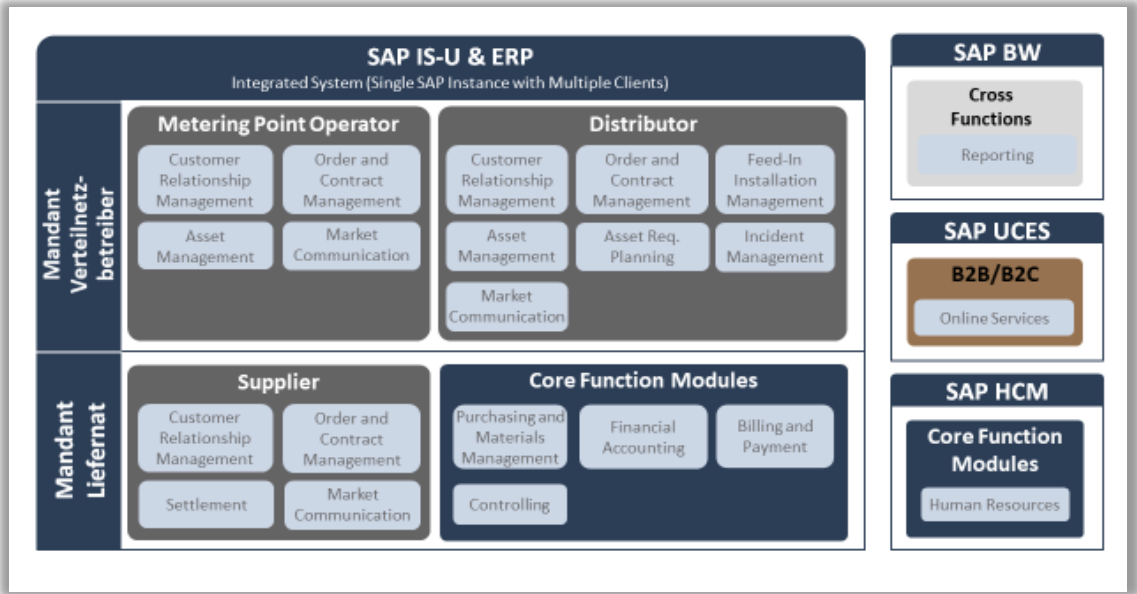 SAP IS-U & ERP
Integrated System (Single SAP Instance with Multiple Clients)
Mandant
Verteilnetz-
betreiber
Metering Point Operator
Customer
Relationship
Management
Order and
Contract
Management
Asset
Management
Market
Communication
Distributor
Customer
Relationship
Management
Order and
Contract
Management
Feed-In
Installation
Management
Asset
Management
Asset Req.
Planning
Incident
Management
Market
Communication
Mandant
Liefernat
Supplier
Customer
Relationship
Management
Order and
Contract
Management
Settlement
Market
Communication
Core Function Modules
Purchasing and
Materials
Management
Financial
Accounting
Billing and
Payment
Controlling
SAP BW
Cross
Functions
Reporting
SAP UCES
B2B/B2C
Online Services
SAP HCM
Core Function
Modules
Human Resources